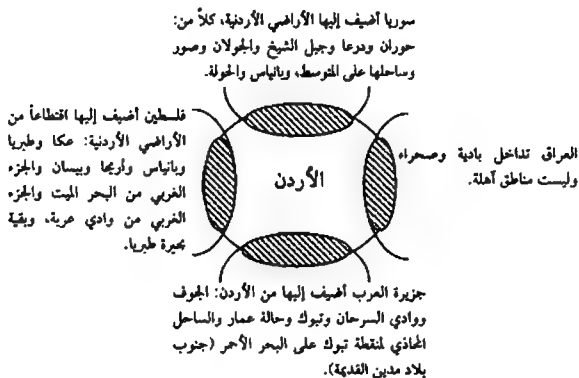 سوريا أضيف إليها الأراضي الأردنية، كلاً من:
حوران ودرعا وجبل الشيخ والجولان وصور
وساحلها على المتوسط، وبانياس والحولة.
فلسطين أضيف إليها اقتطاعاً من
الأراضي الأردنية: عكا وطبريا
وبانياس وأريحا وبيسان والجزء
الغربي من البحر الميت والجزء
الغربي من وادي عربة، وبقية
بحيرة طبريا.
الأردن
العراق تداخل بادية وصحراء
وليست مناطق آهلة.
جزيرة العرب أضيف إليها من الأردن: الجوف
ووادي السرحان وتبوك وحالة عمار والساحل
المحاذي لمنقطة تبوك على البحر الأحمر (جنوب
بلاد مدين القديمة).